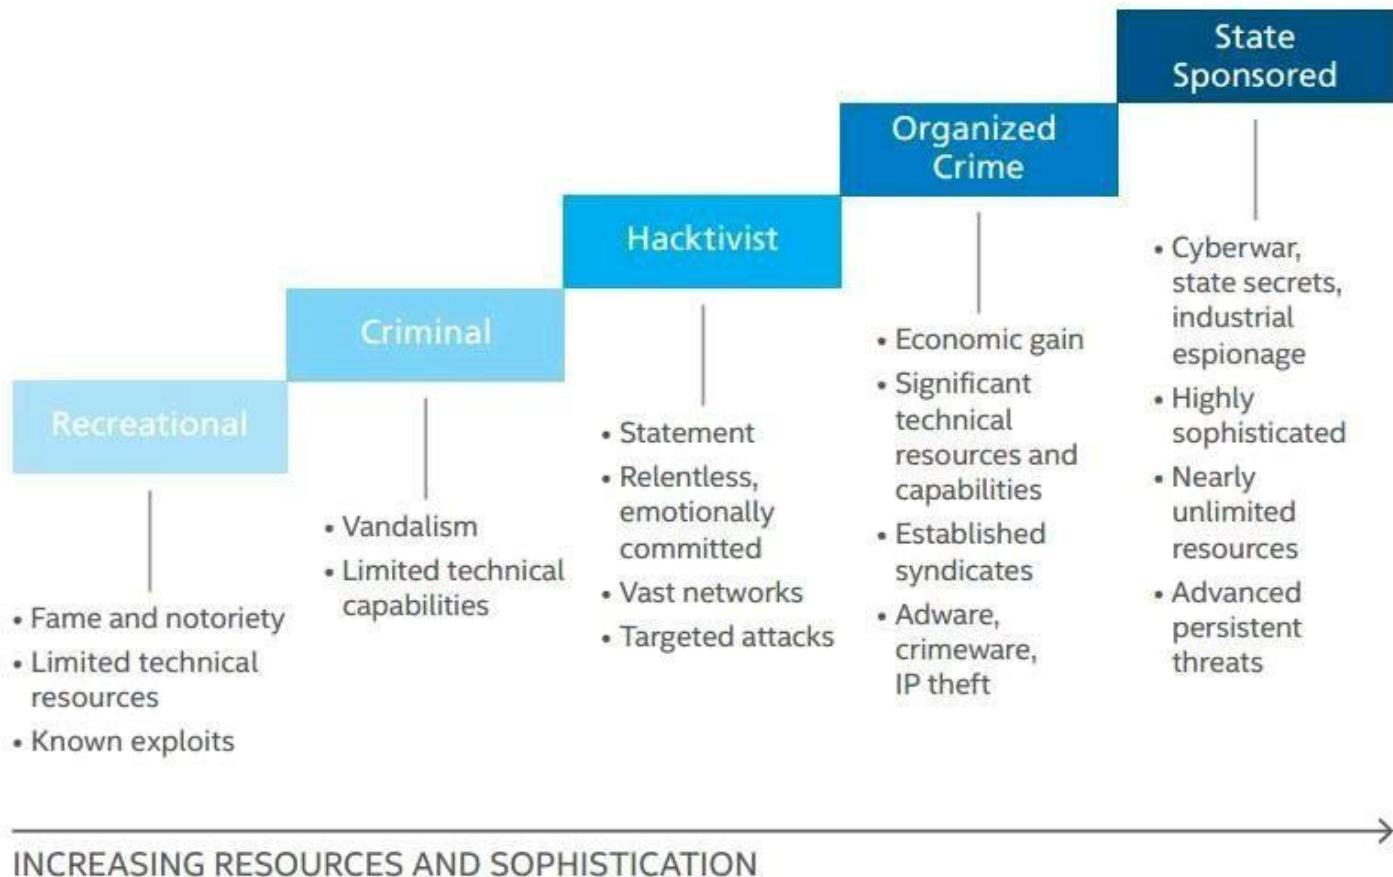 State
Sponsored
Organized
Crime
Hacktivist
Criminal
Recreational
• Fame and notoriety
• Limited technical
resources
• Known exploits
• Vandalism
• Limited technical
capabilities
• Statement
• Relentless,
emotionally
committed
• Vast networks
• Targeted attacks
• Economic gain
• Significant
technical
resources and
capabilities
• Established
syndicates
• Adware,
crimeware,
IP theft
• Cyberwar,
state secrets,
industrial
espionage
• Highly
sophisticated
• Nearly
unlimited
resources
• Advanced
persistent
threats
INCREASING RESOURCES AND SOPHISTICATION